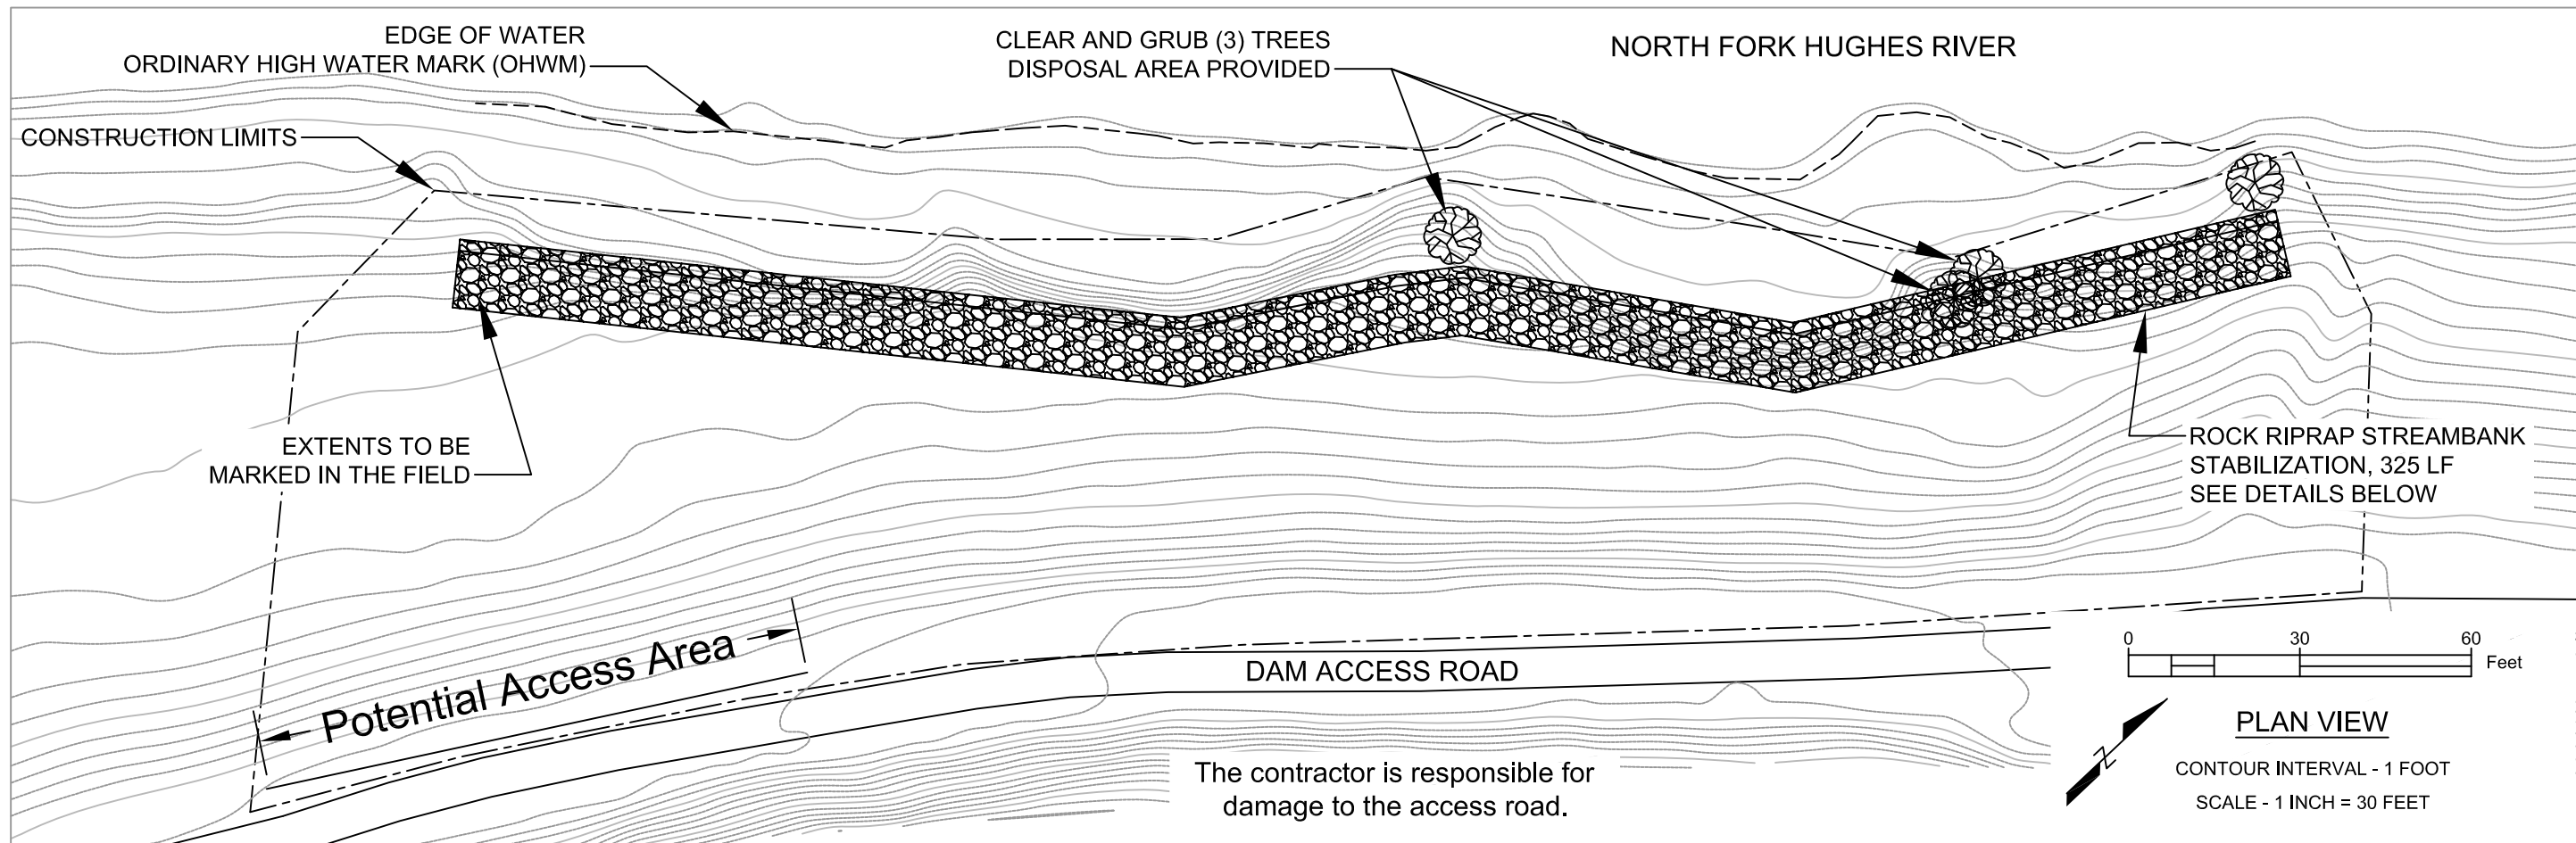 EDGE OF WATER
ORDINARY HIGH WATER MARK (OHWM)
CONSTRUCTION LIMITS
CLEAR AND GRUB (3) TREES
DISPOSAL AREA PROVIDED
NORTH FORK HUGHES RIVER
EXTENTS TO BE
MARKED IN THE FIELD
ROCK RIPRAP STREAMBANK
STABILIZATION, 325 LF
SEE DETAILS BELOW
Potential Access Area
DAM ACCESS ROAD
The contractor is responsible for
damage to the access road.
0 30 60
Feet
PLAN VIEW
CONTOUR INTERVAL - 1 FOOT
SCALE - 1 INCH = 30 FEET
N